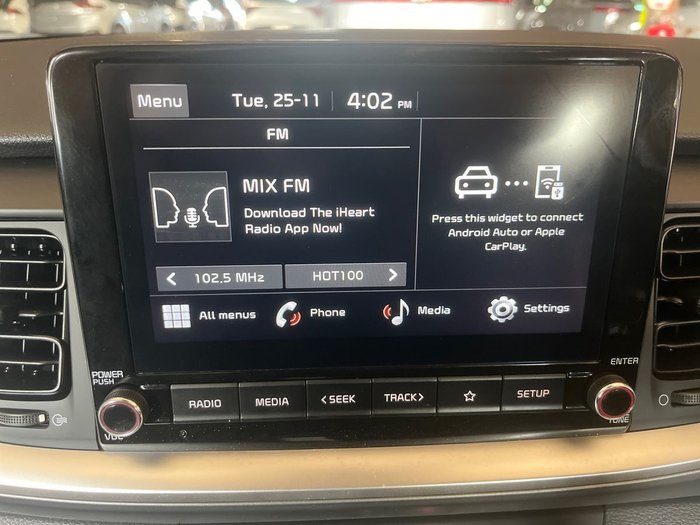 Menu
Tue, 25-11
4:02 PM
FM
MIX FM
Download The iHeart
Radio App Now!
< 102.5 MHz
HOT100 >
Press this widget to connect
Android Auto or Apple
CarPlay.
All menus
Phone
Media
Settings
POWER
PUSH
VOL
RADIO
MEDIA
< SEEK
TRACK >
SETUP
ENTER
TUNE